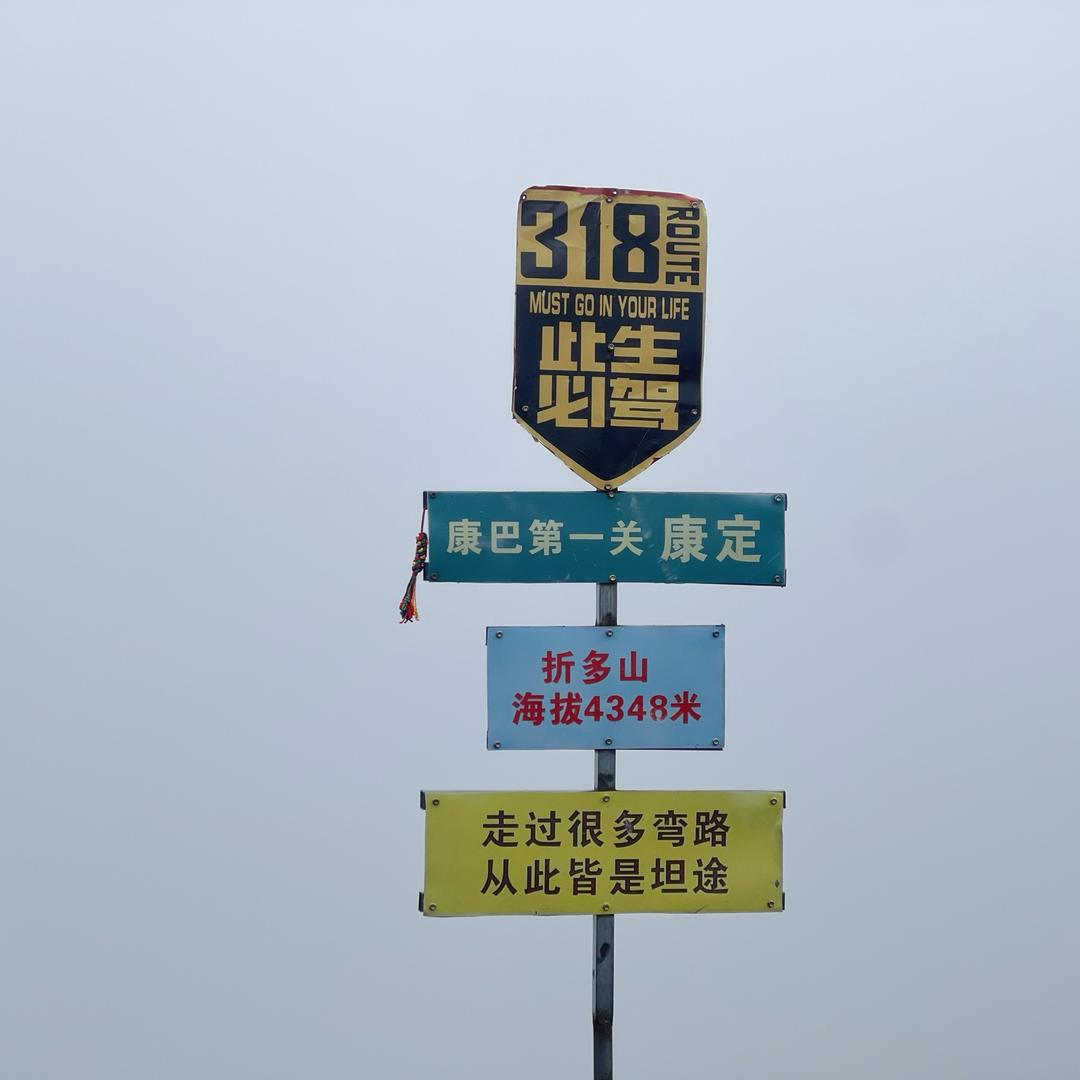 318 ROUTE
MUST GO IN YOUR LIFE
此生
必驾
康巴第一关 康定
折多山
海拔4348米
走过很多弯路
从此皆是坦途